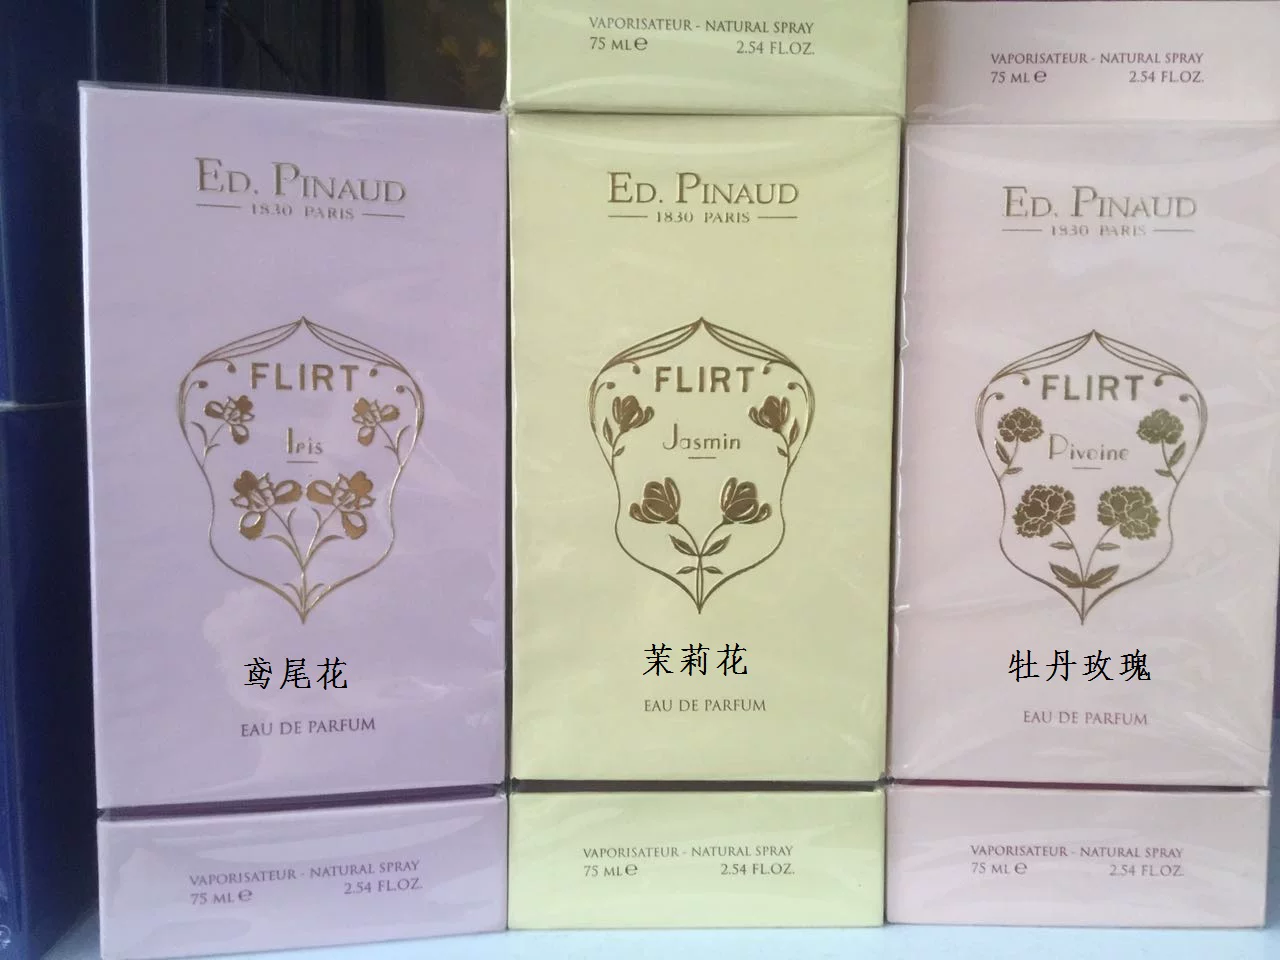 VAPORISATEUR - NATURAL SPRAY
75 ML ℮ 2.54 FL.OZ.
VAPORISATEUR - NATURAL SPRAY
75 ML ℮ 2.54 FL.OZ.
ED. PINAUD
1830 PARIS
FLIRT
Iris
鸢尾花
EAU DE PARFUM
VAPORISATEUR - NATURAL SPRAY
75 ML ℮ 2.54 FL.OZ.
ED. PINAUD
1830 PARIS
FLIRT
Jasmin
茉莉花
EAU DE PARFUM
VAPORISATEUR - NATURAL SPRAY
75 ML ℮ 2.54 FL.OZ.
ED. PINAUD
1830 PARIS
FLIRT
Pivoine
牡丹玫瑰
EAU DE PARFUM
VAPORISATEUR - NATURAL SPRAY
75 ML ℮ 2.54 FL.OZ.